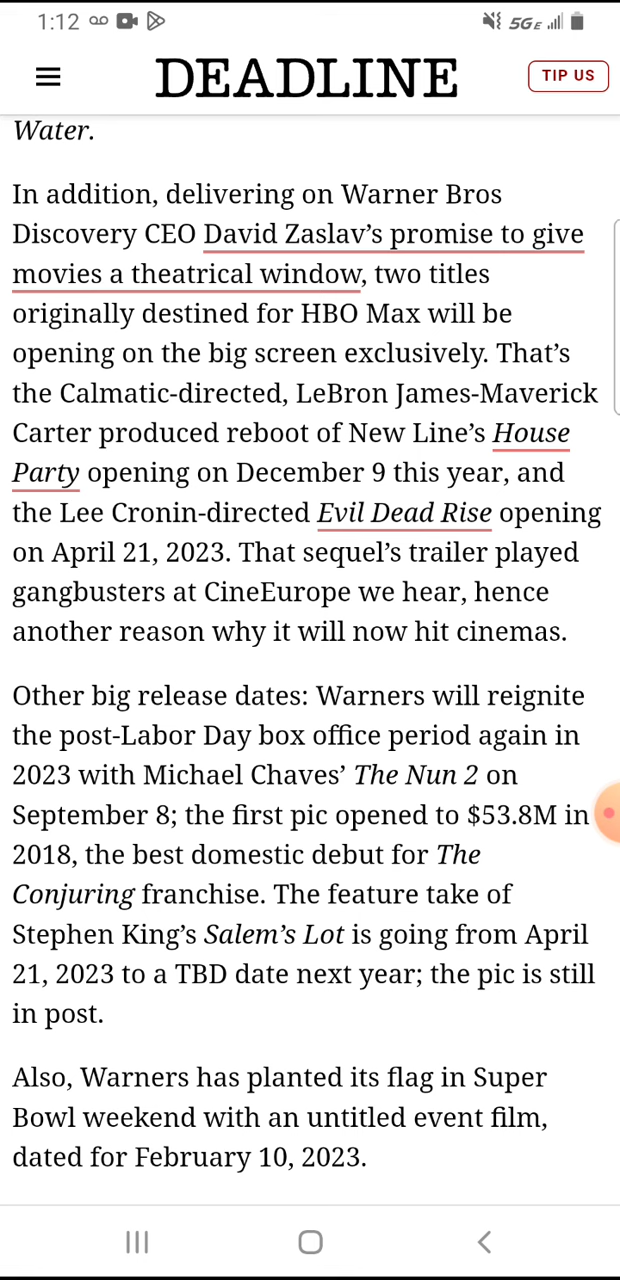 1:12 5GE
DEADLINE
TIP US
Water.
In addition, delivering on Warner Bros
Discovery CEO David Zaslav’s promise to give
movies a theatrical window, two titles
originally destined for HBO Max will be
opening on the big screen exclusively. That’s
the Calmatic-directed, LeBron James-Maverick
Carter produced reboot of New Line’s House
Party opening on December 9 this year, and
the Lee Cronin-directed Evil Dead Rise opening
on April 21, 2023. That sequel’s trailer played
gangbusters at CineEurope we hear, hence
another reason why it will now hit cinemas.
Other big release dates: Warners will reignite
the post-Labor Day box office period again in
2023 with Michael Chaves’ The Nun 2 on
September 8; the first pic opened to $53.8M in
2018, the best domestic debut for The
Conjuring franchise. The feature take of
Stephen King’s Salem’s Lot is going from April
21, 2023 to a TBD date next year; the pic is still
in post.
Also, Warners has planted its flag in Super
Bowl weekend with an untitled event film,
dated for February 10, 2023.